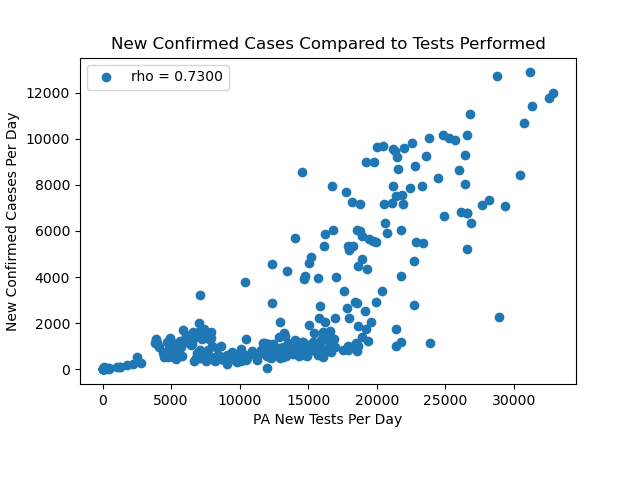 New Confirmed Cases Compared to Tests Performed
rho = 0.7300
12000
10000
8000
6000
4000
2000
0
New Confirmed Caeses Per Day
0 5000 10000 15000 20000 25000 30000
PA New Tests Per Day